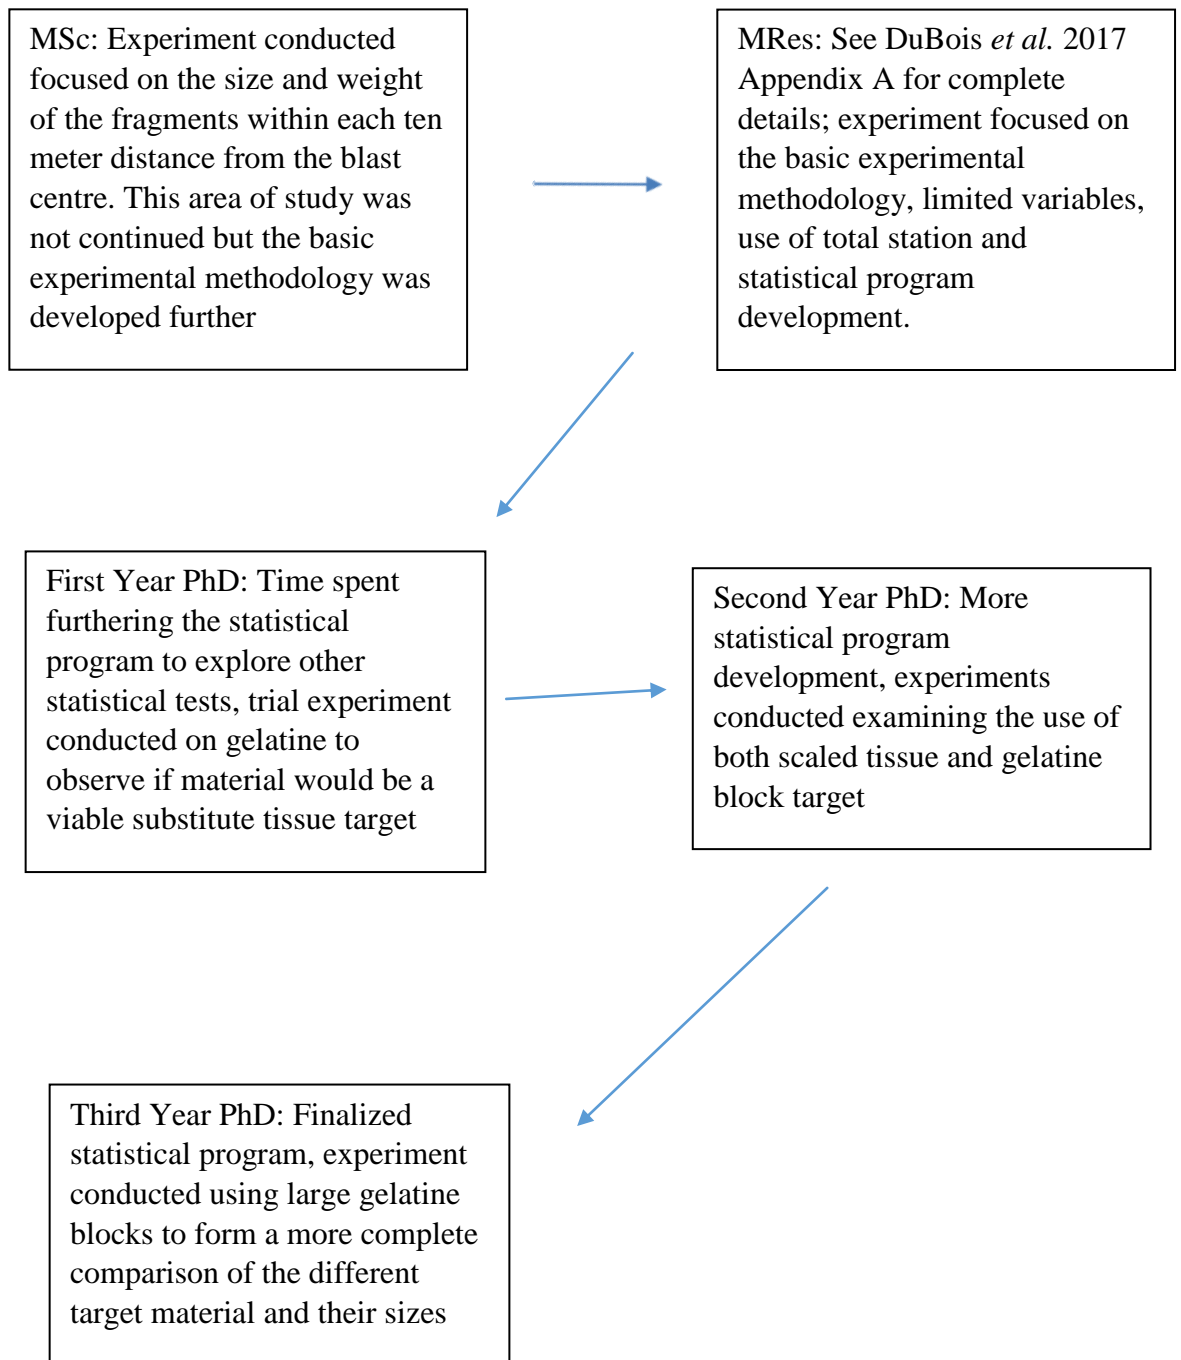 MSc: Experiment conducted
focused on the size and weight
of the fragments within each ten
meter distance from the blast
centre. This area of study was
not continued but the basic
experimental methodology was
developed further
MRes: See DuBois et al. 2017
Appendix A for complete
details; experiment focused on
the basic experimental
methodology, limited variables,
use of total station and
statistical program
development.
First Year PhD: Time spent
furthering the statistical
program to explore other
statistical tests, trial experiment
conducted on gelatine to
observe if material would be a
viable substitute tissue target
Second Year PhD: More
statistical program
development, experiments
conducted examining the use of
both scaled tissue and gelatine
block target
Third Year PhD: Finalized
statistical program, experiment
conducted using large gelatine
blocks to form a more complete
comparison of the different
target material and their sizes